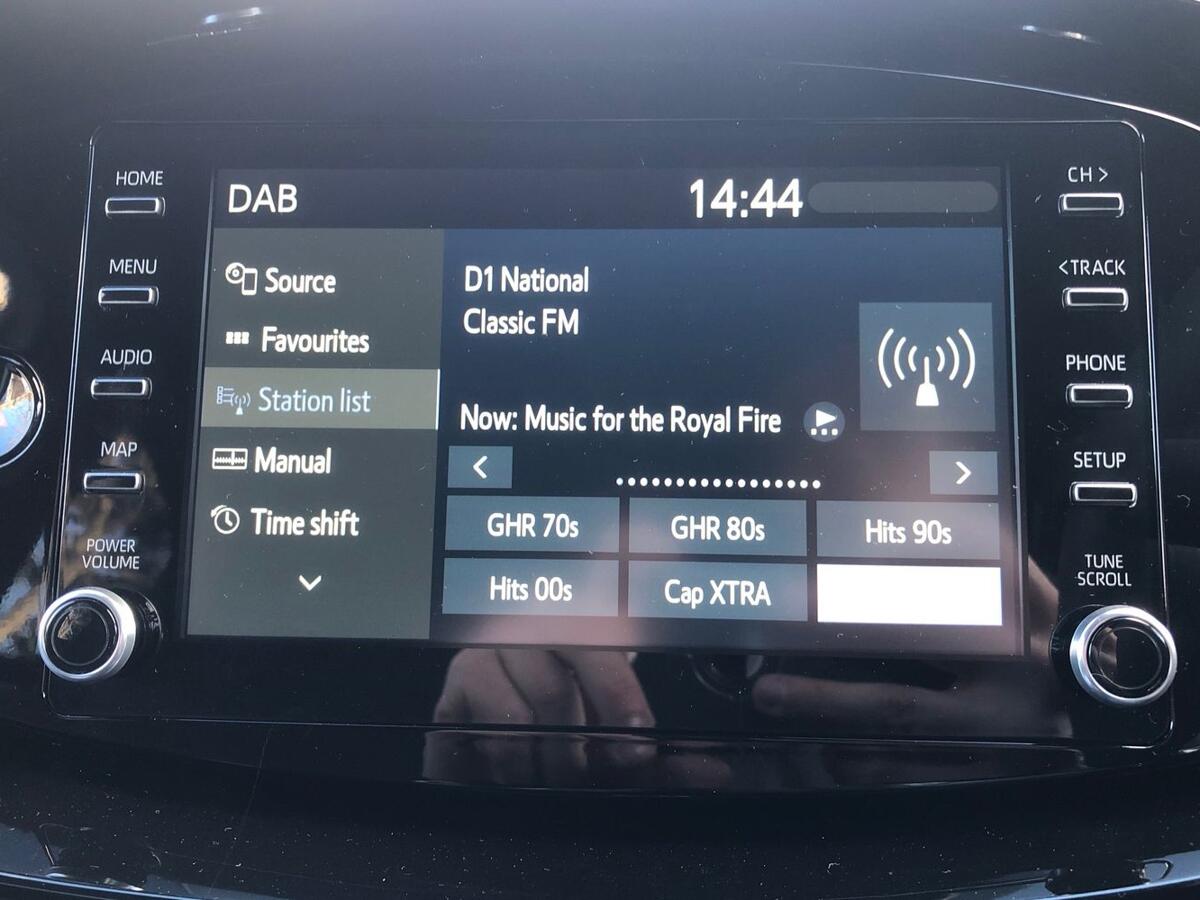 HOME
MENU
AUDIO
MAP
POWER
VOLUME
DAB
14:44
Source
Favourites
Station list
Manual
Time shift
D1 National
Classic FM
Now: Music for the Royal Fire
GHR 70s
GHR 80s
Hits 90s
Hits 00s
Cap XTRA
CH >
<TRACK
PHONE
SETUP
TUNE
SCROLL